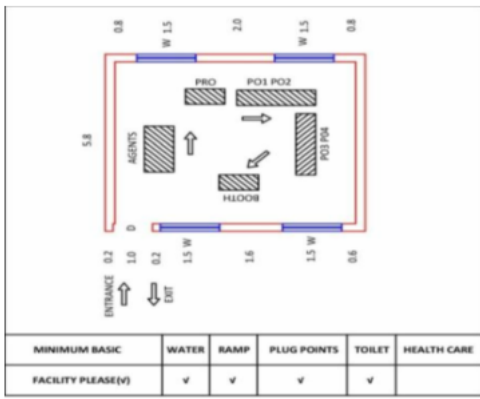 0.8 W 1.5 2.0 W 1.5 0.8
PRO PO1 PO2
5.8 AGENTS PO3 P04
BOOTH
D
0.2 1.0 0.2 1.5 W 1.6 1.5 W 0.6
ENTRANCE EXIT
MINIMUM BASIC WATER RAMP PLUG POINTS TOILET HEALTH CARE
FACILITY PLEASE(√) √ √ √ √